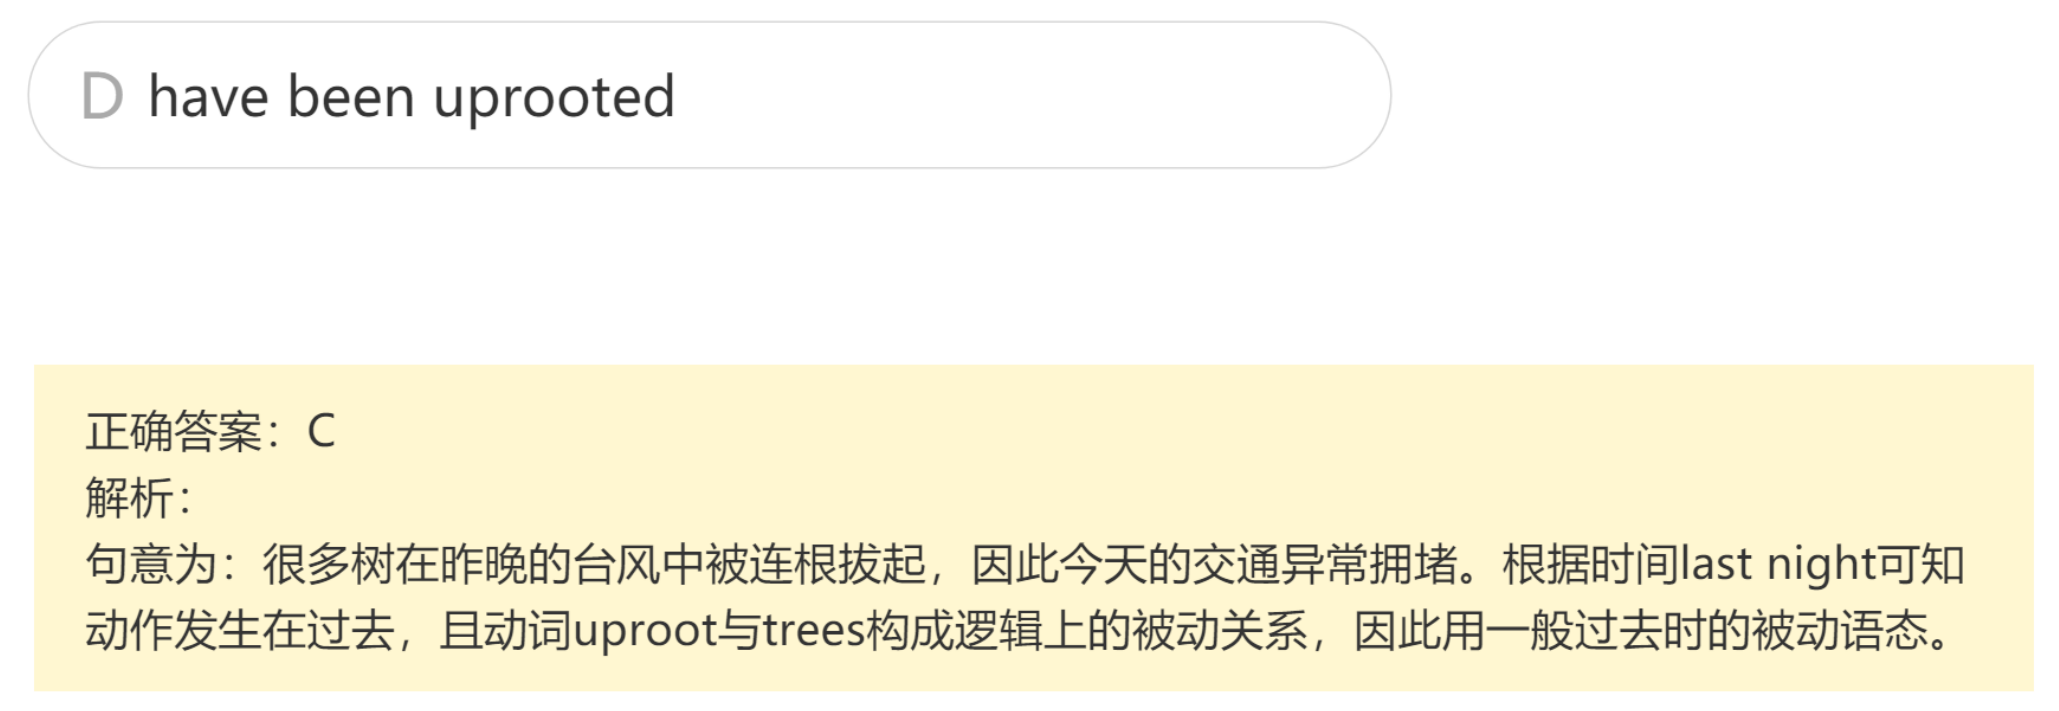 D have been uprooted
正确答案：C
解析：
句意为：很多树在昨晚的台风中被连根拔起，因此今天的交通异常拥堵。根据时间last night可知
动作发生在过去，且动词uproot与trees构成逻辑上的被动关系，因此用一般过去时的被动语态。